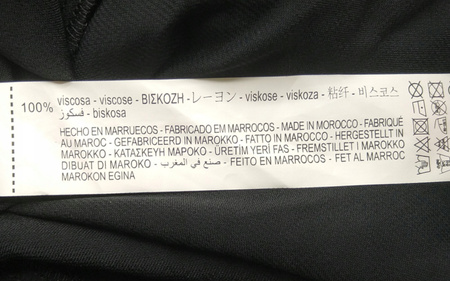 100% viscosa - viscose - ΒΙΣΚΟΖΗ - レーヨン - viskose - viskoza - 粘纤 - 비스코스
فسكوز - biskosa
HECHO EN MARRUECOS - FABRICADO EM MARROCOS - MADE IN MOROCCO - FABRIQUÉ
AU MAROC - GEFABRICEERD IN MAROKKO - FATTO IN MAROCCO - HERGESTELLT IN
MAROKKO - ΚΑΤΑΣΚΕΥΗ ΜΑΡΟΚΟ - ÜRETİM YERİ FAS - FREMSTILLET I MAROKKO
DIBUAT DI MAROKO - صنع في المغرب - FEITO EN MARROCOS - FET AL MARROC
MAROKON EGINA